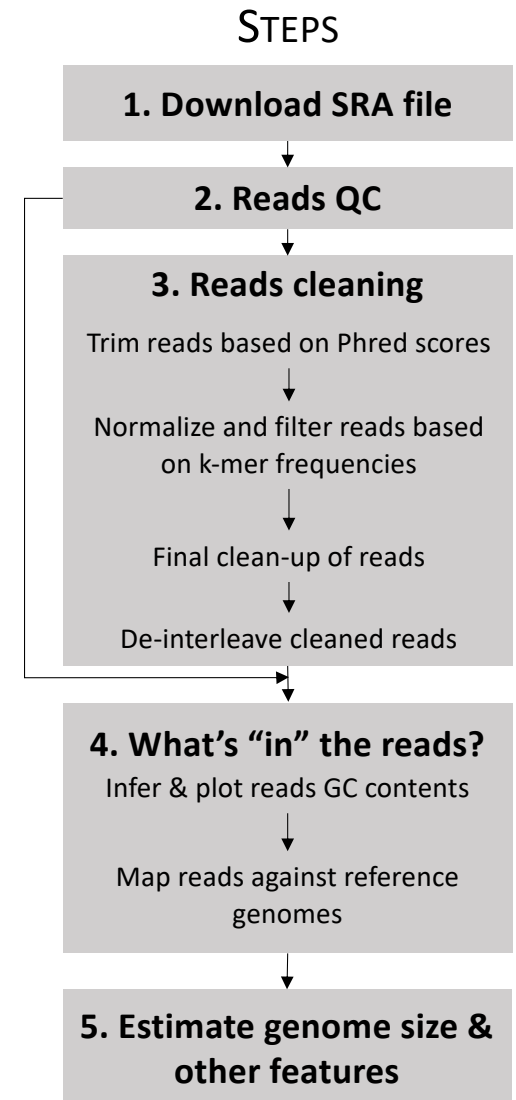 STEPS
1. Download SRA file
2. Reads QC
3. Reads cleaning
Trim reads based on Phred scores
Normalize and filter reads based
on k-mer frequencies
Final clean-up of reads
De-interleave cleaned reads
4. What’s “in” the reads?
Infer & plot reads GC contents
Map reads against reference
genomes
5. Estimate genome size &
other features